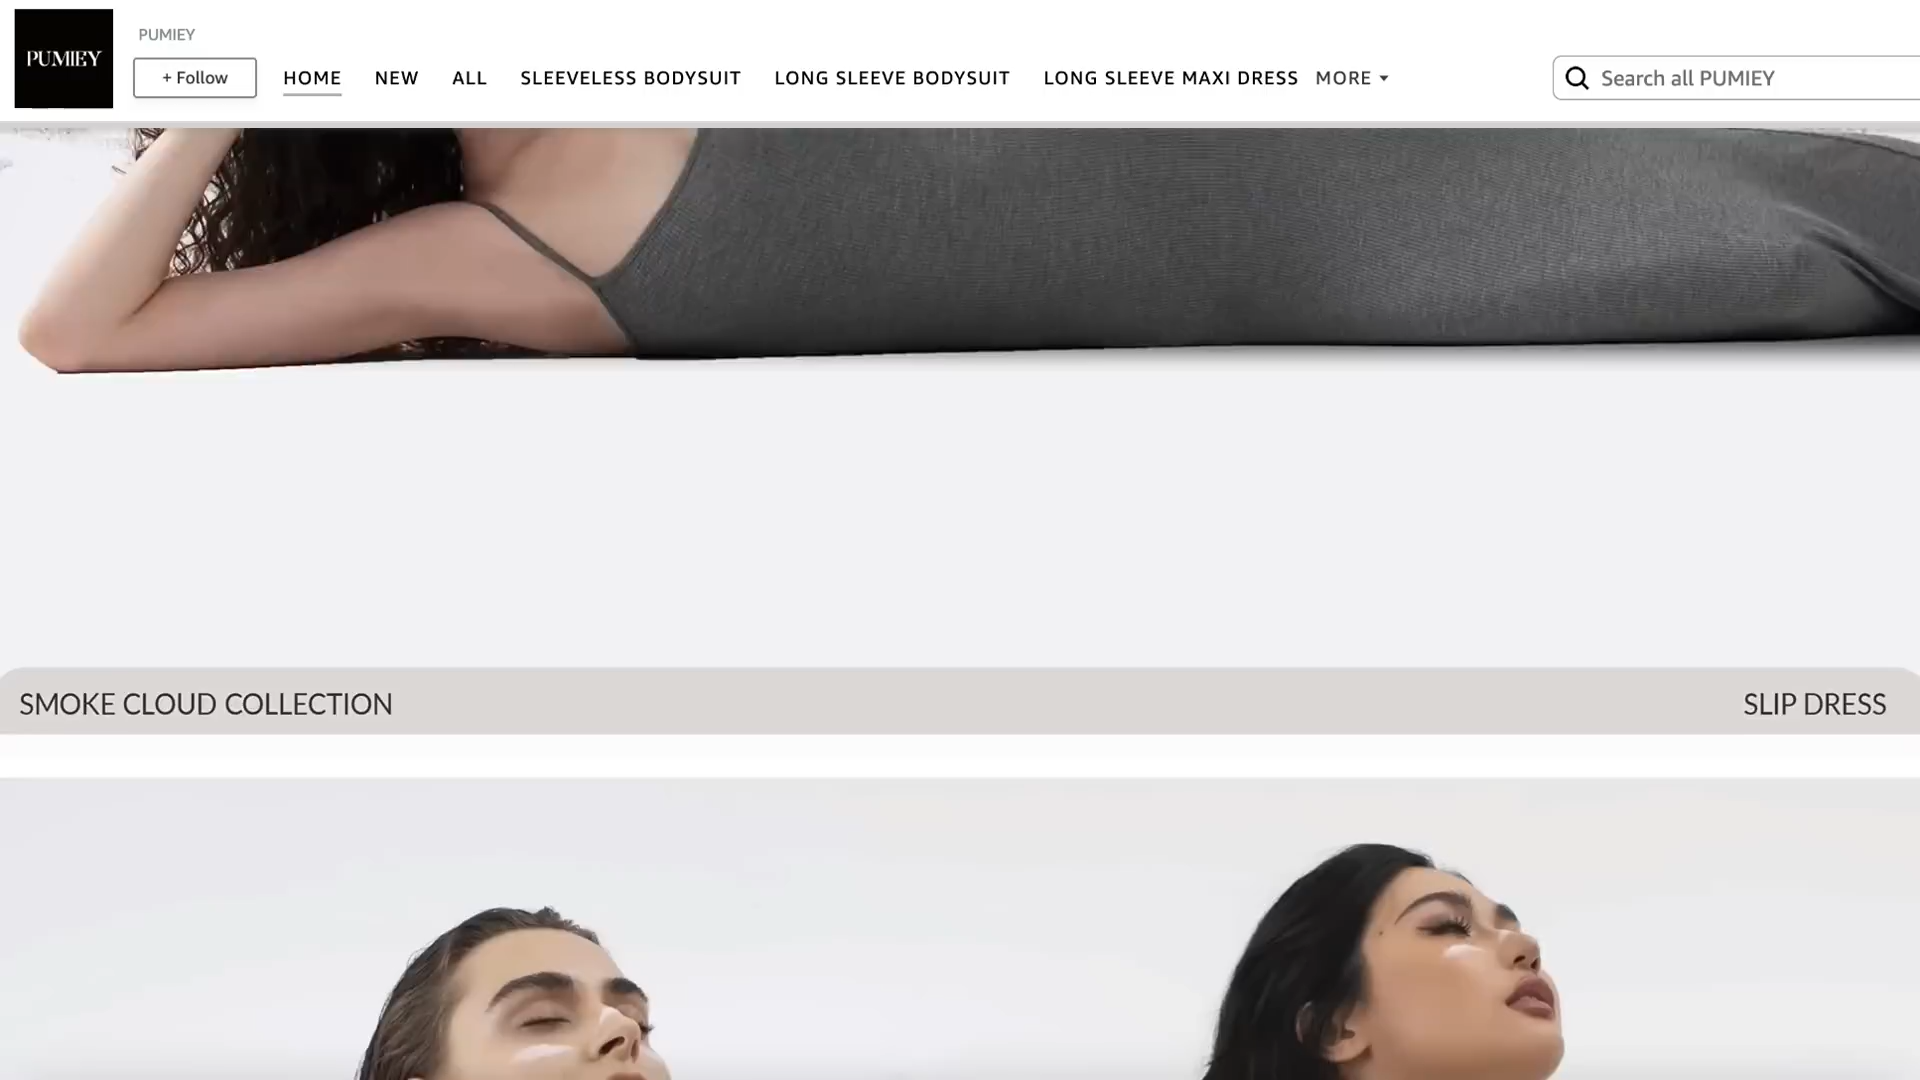 PUMIEY
PUMIEY
+ Follow
HOME
NEW
ALL
SLEEVELESS BODYSUIT
LONG SLEEVE BODYSUIT
LONG SLEEVE MAXI DRESS
MORE
Search all PUMIEY
SMOKE CLOUD COLLECTION
SLIP DRESS